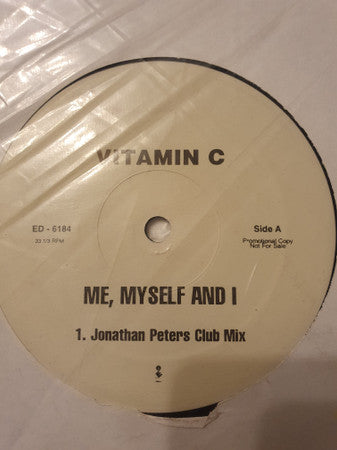 VITAMIN C
ED - 6184
Side A
33 1/3 RPM
Promotional Copy
Not For Sale
ME, MYSELF AND I
1. Jonathan Peters Club Mix